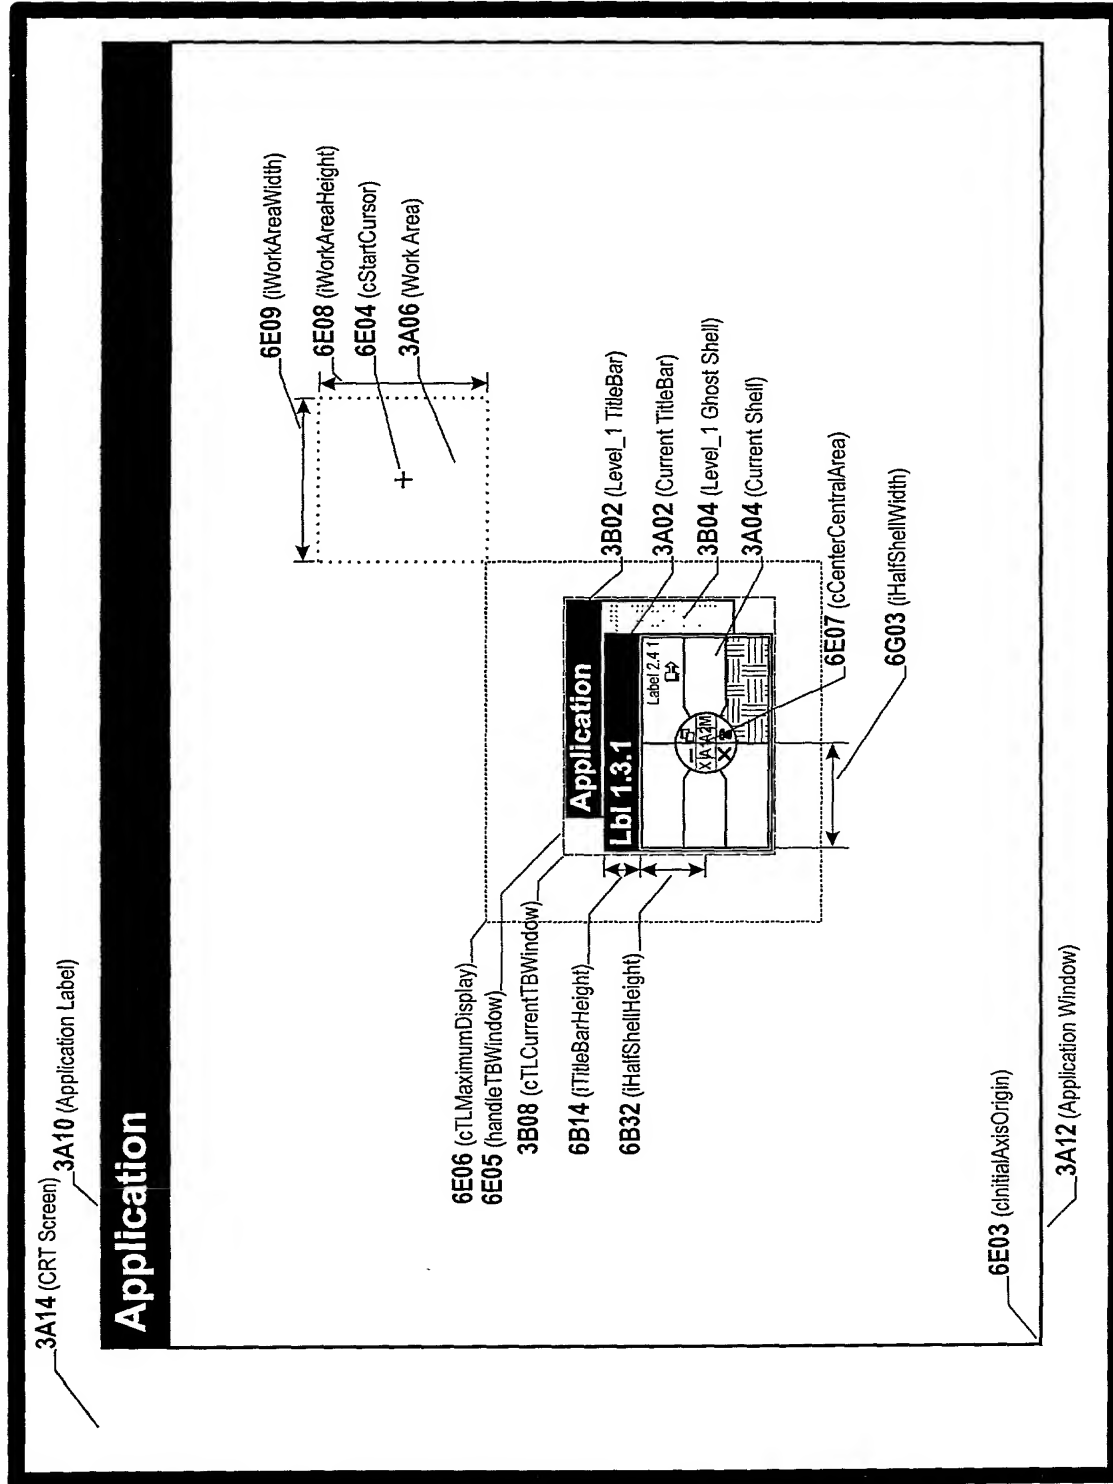 3A14 (CRT Screen)
3A10 (Application Label)
Application
6E09 (iWorkAreaWidth)
6E08 (iWorkAreaHeight)
6E04 (cStartCursor)
3A06 (Work Area)
6E06 (cTLMaximumDisplay)
6E05 (handleTBWindow)
3B08 (cTLCurrentTBWindow)
6B14 (iTitleBarHeight)
6B32 (iHalfShellHeight)
Application
Lbl 1.3.1
Label 2.4 1
X A1 A2 M
X
3B02 (Level_1 TitleBar)
3A02 (Current TitleBar)
3B04 (Level_1 Ghost Shell)
3A04 (Current Shell)
6E07 (cCenterCentralArea)
6G03 (iHalfShellWidth)
6E03 (cInitialAxisOrigin)
3A12 (Application Window)